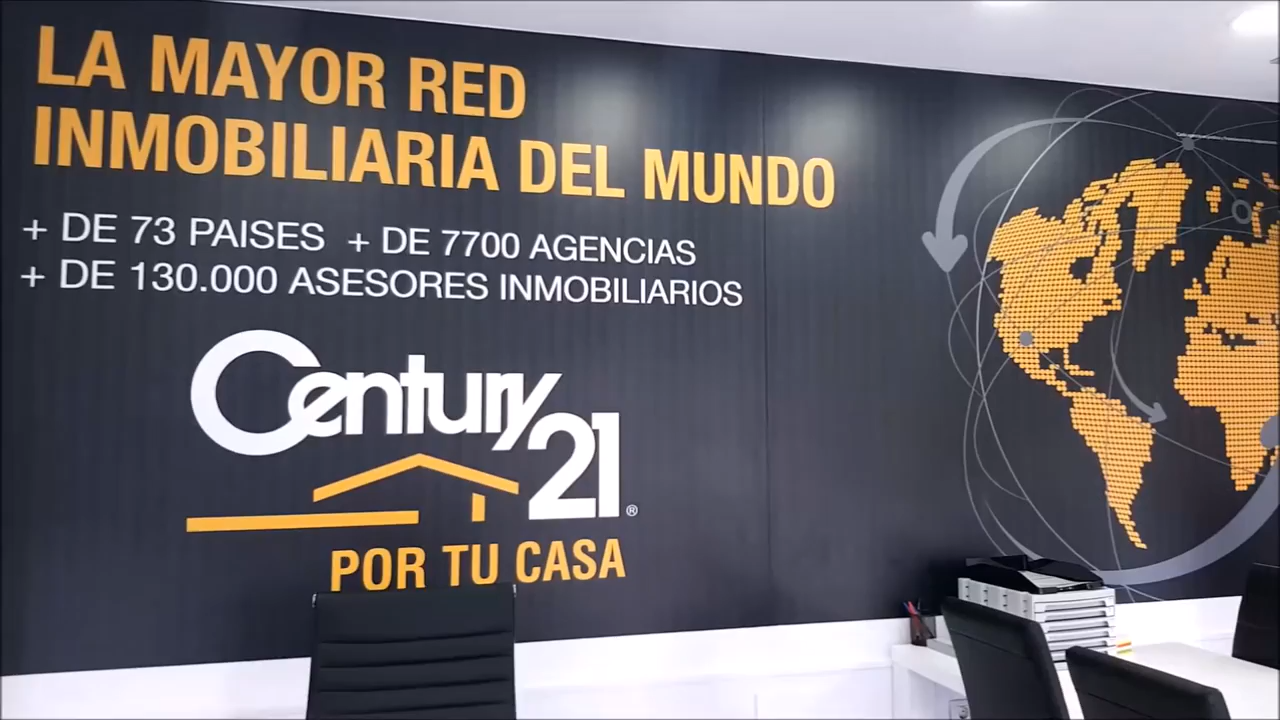 LA MAYOR RED
INMOBILIARIA DEL MUNDO
+ DE 73 PAISES + DE 7700 AGENCIAS
+ DE 130.000 ASESORES INMOBILIARIOS
Century
21®
POR TU CASA